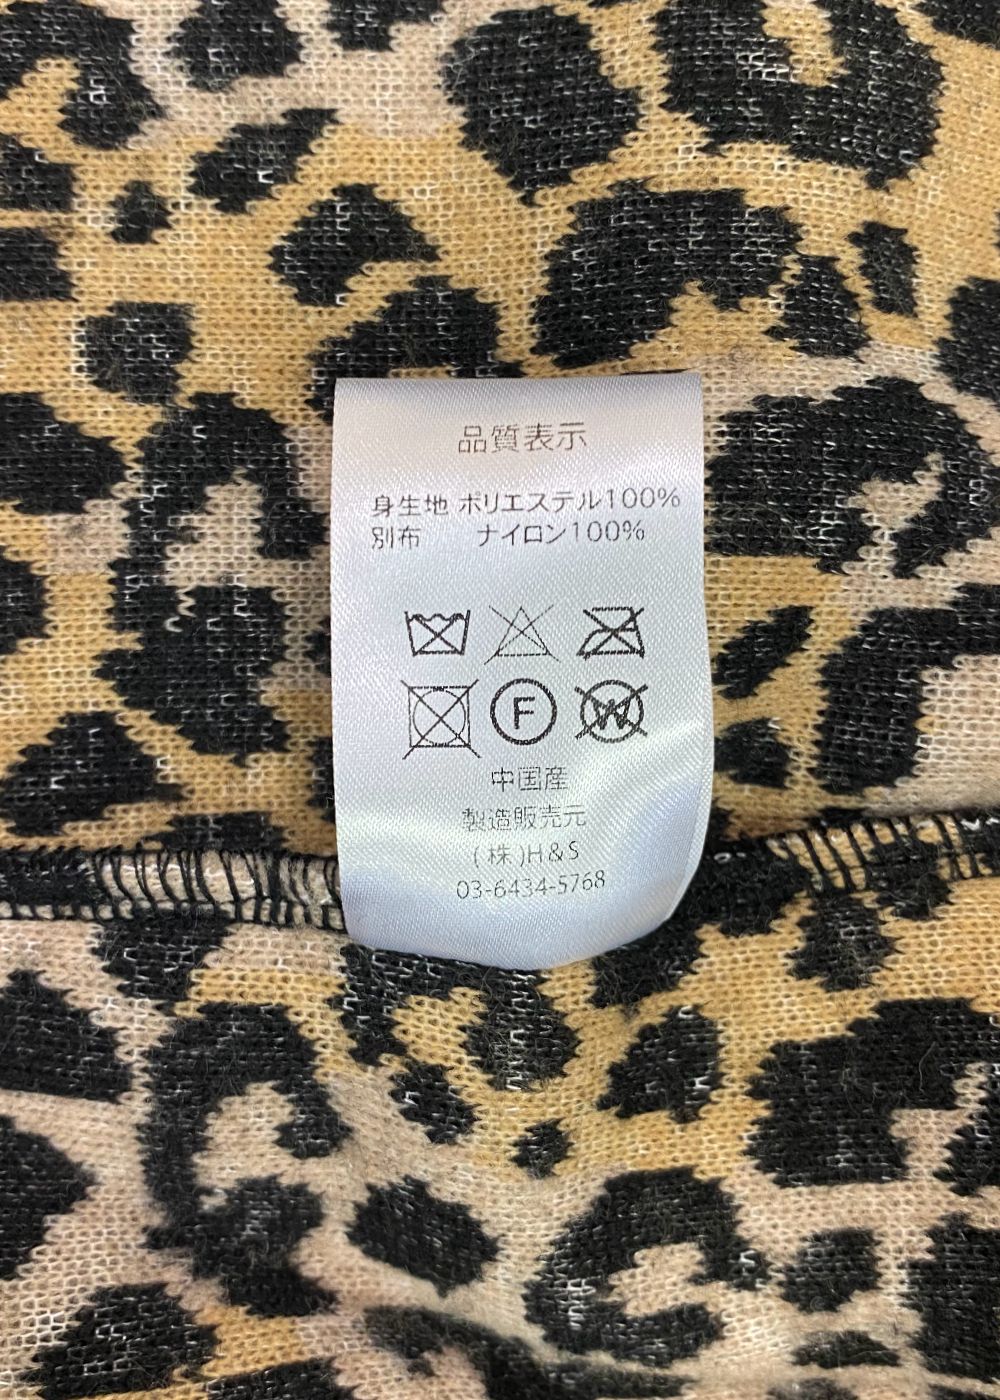 品質表示
身生地 ポリエステル100%
別布 ナイロン100%
F W
中国産
製造販売元
(株)H&S
03-6434-5768